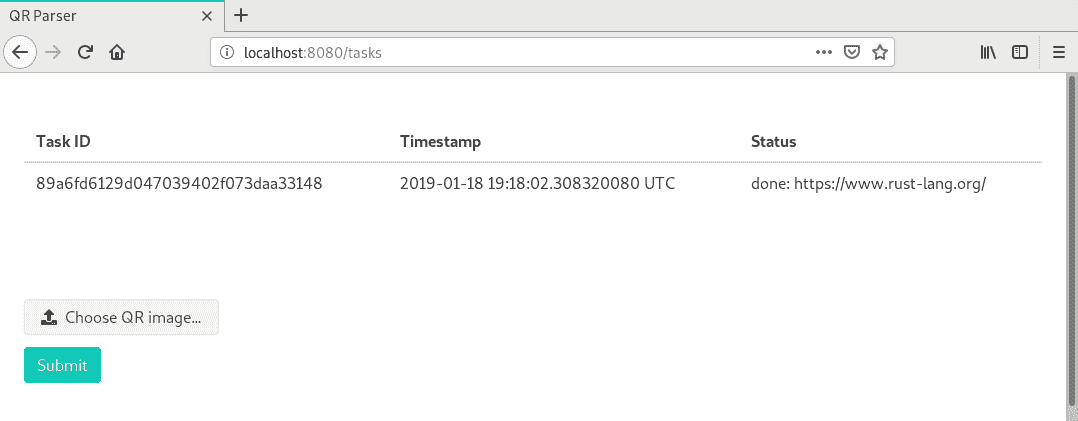 QR Parser
localhost:8080/tasks
Task ID Timestamp Status
89a6fd6129d047039402f073daa33148 2019-01-18 19:18:02.308320080 UTC done: https://www.rust-lang.org/
Choose QR image...
Submit